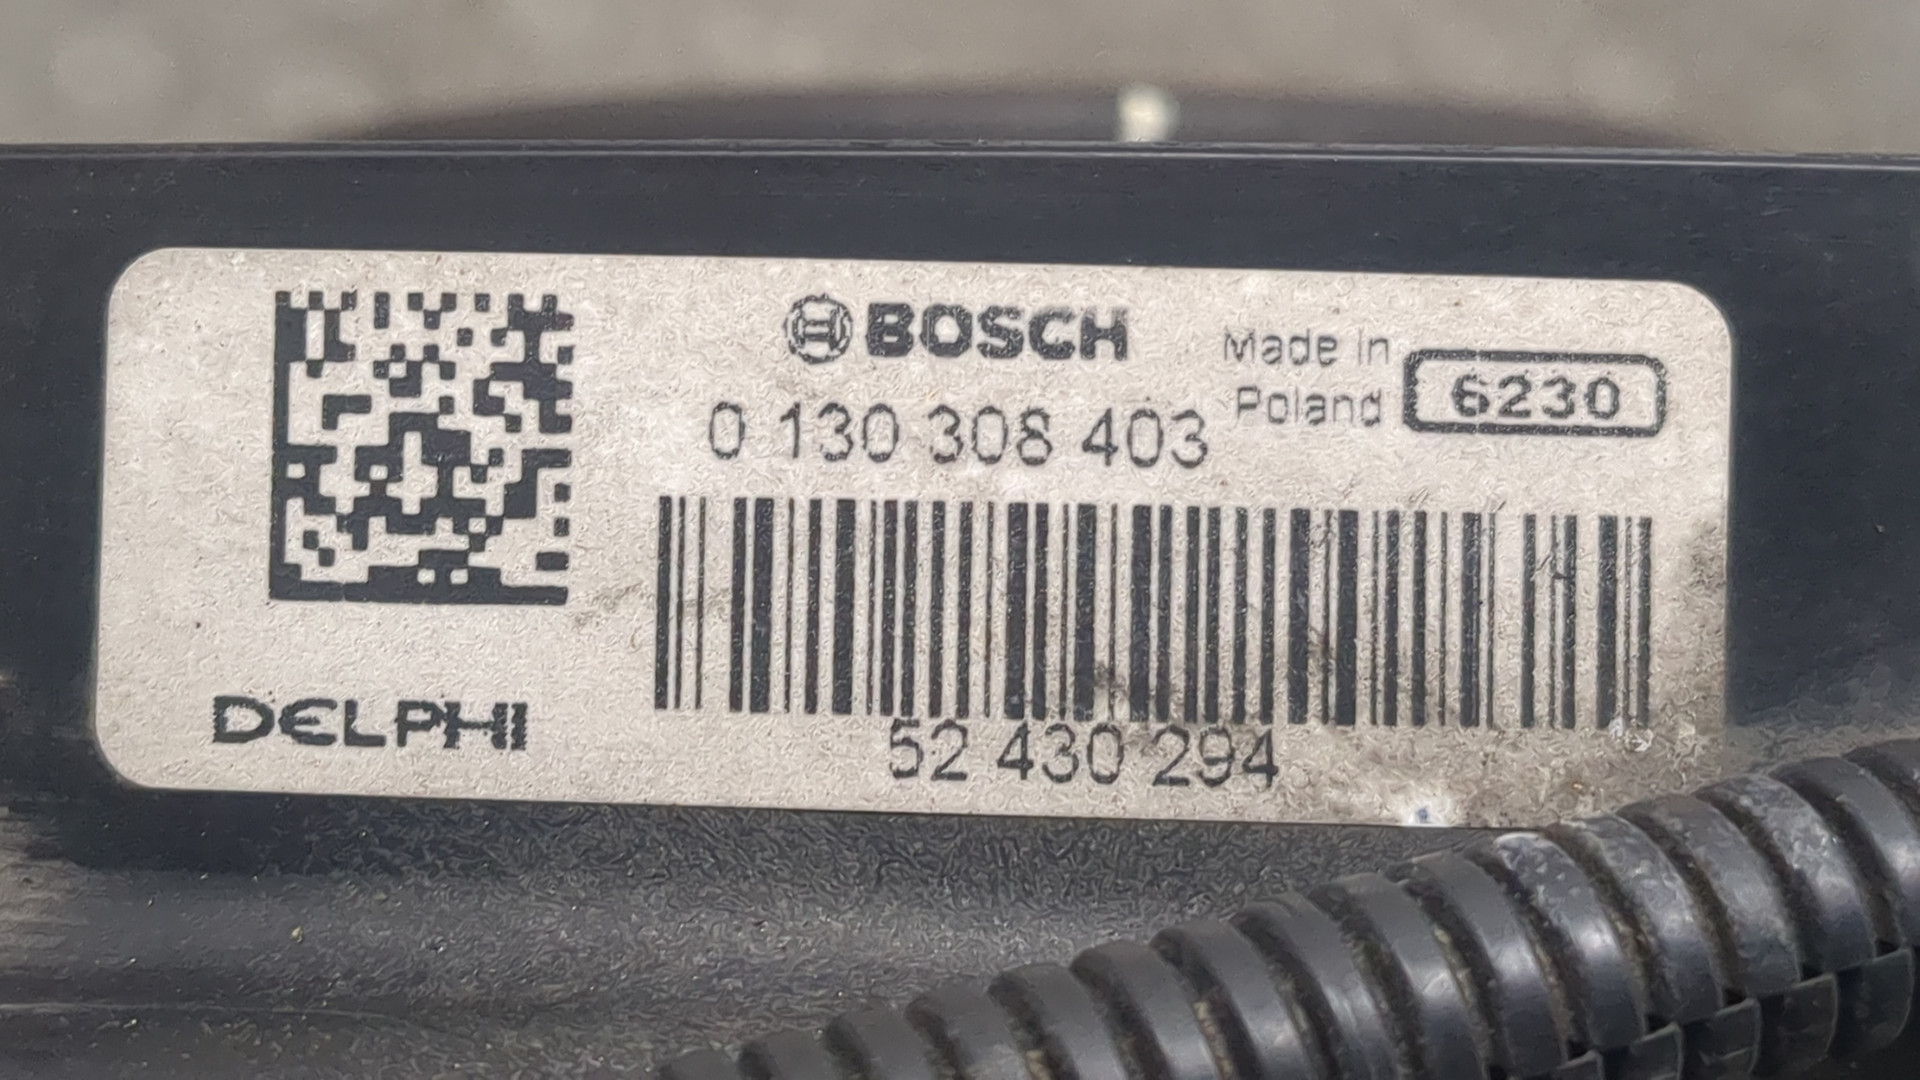 BOSCH
Made in
Poland
6230
0 130 308 403
DELPHI
52 430 294